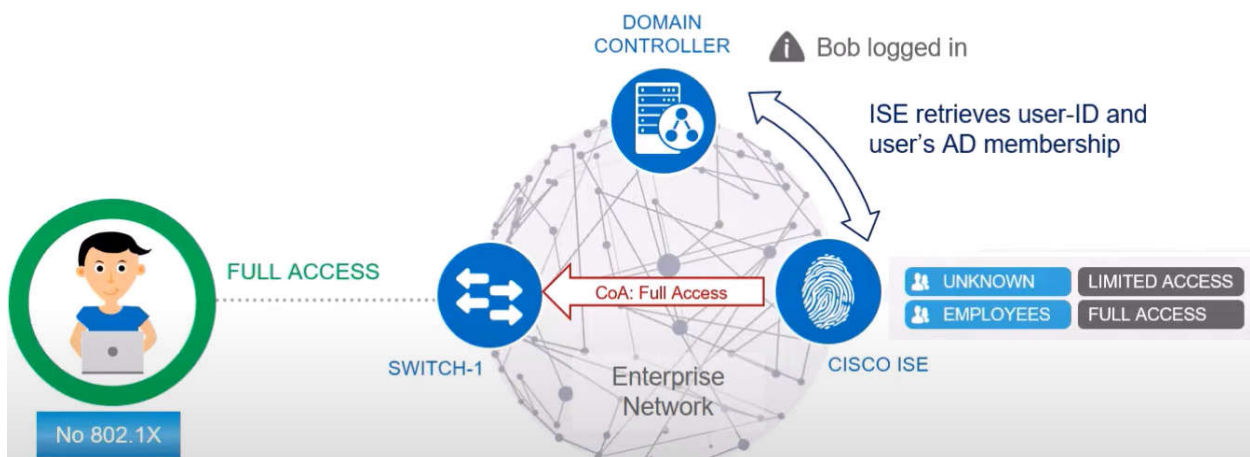 DOMAIN
CONTROLLER
Bob logged in
ISE retrieves user-ID and
user's AD membership
FULL ACCESS
CoA: Full Access
UNKNOWN LIMITED ACCESS
EMPLOYEES FULL ACCESS
SWITCH-1
CISCO ISE
Enterprise
Network
No 802.1X